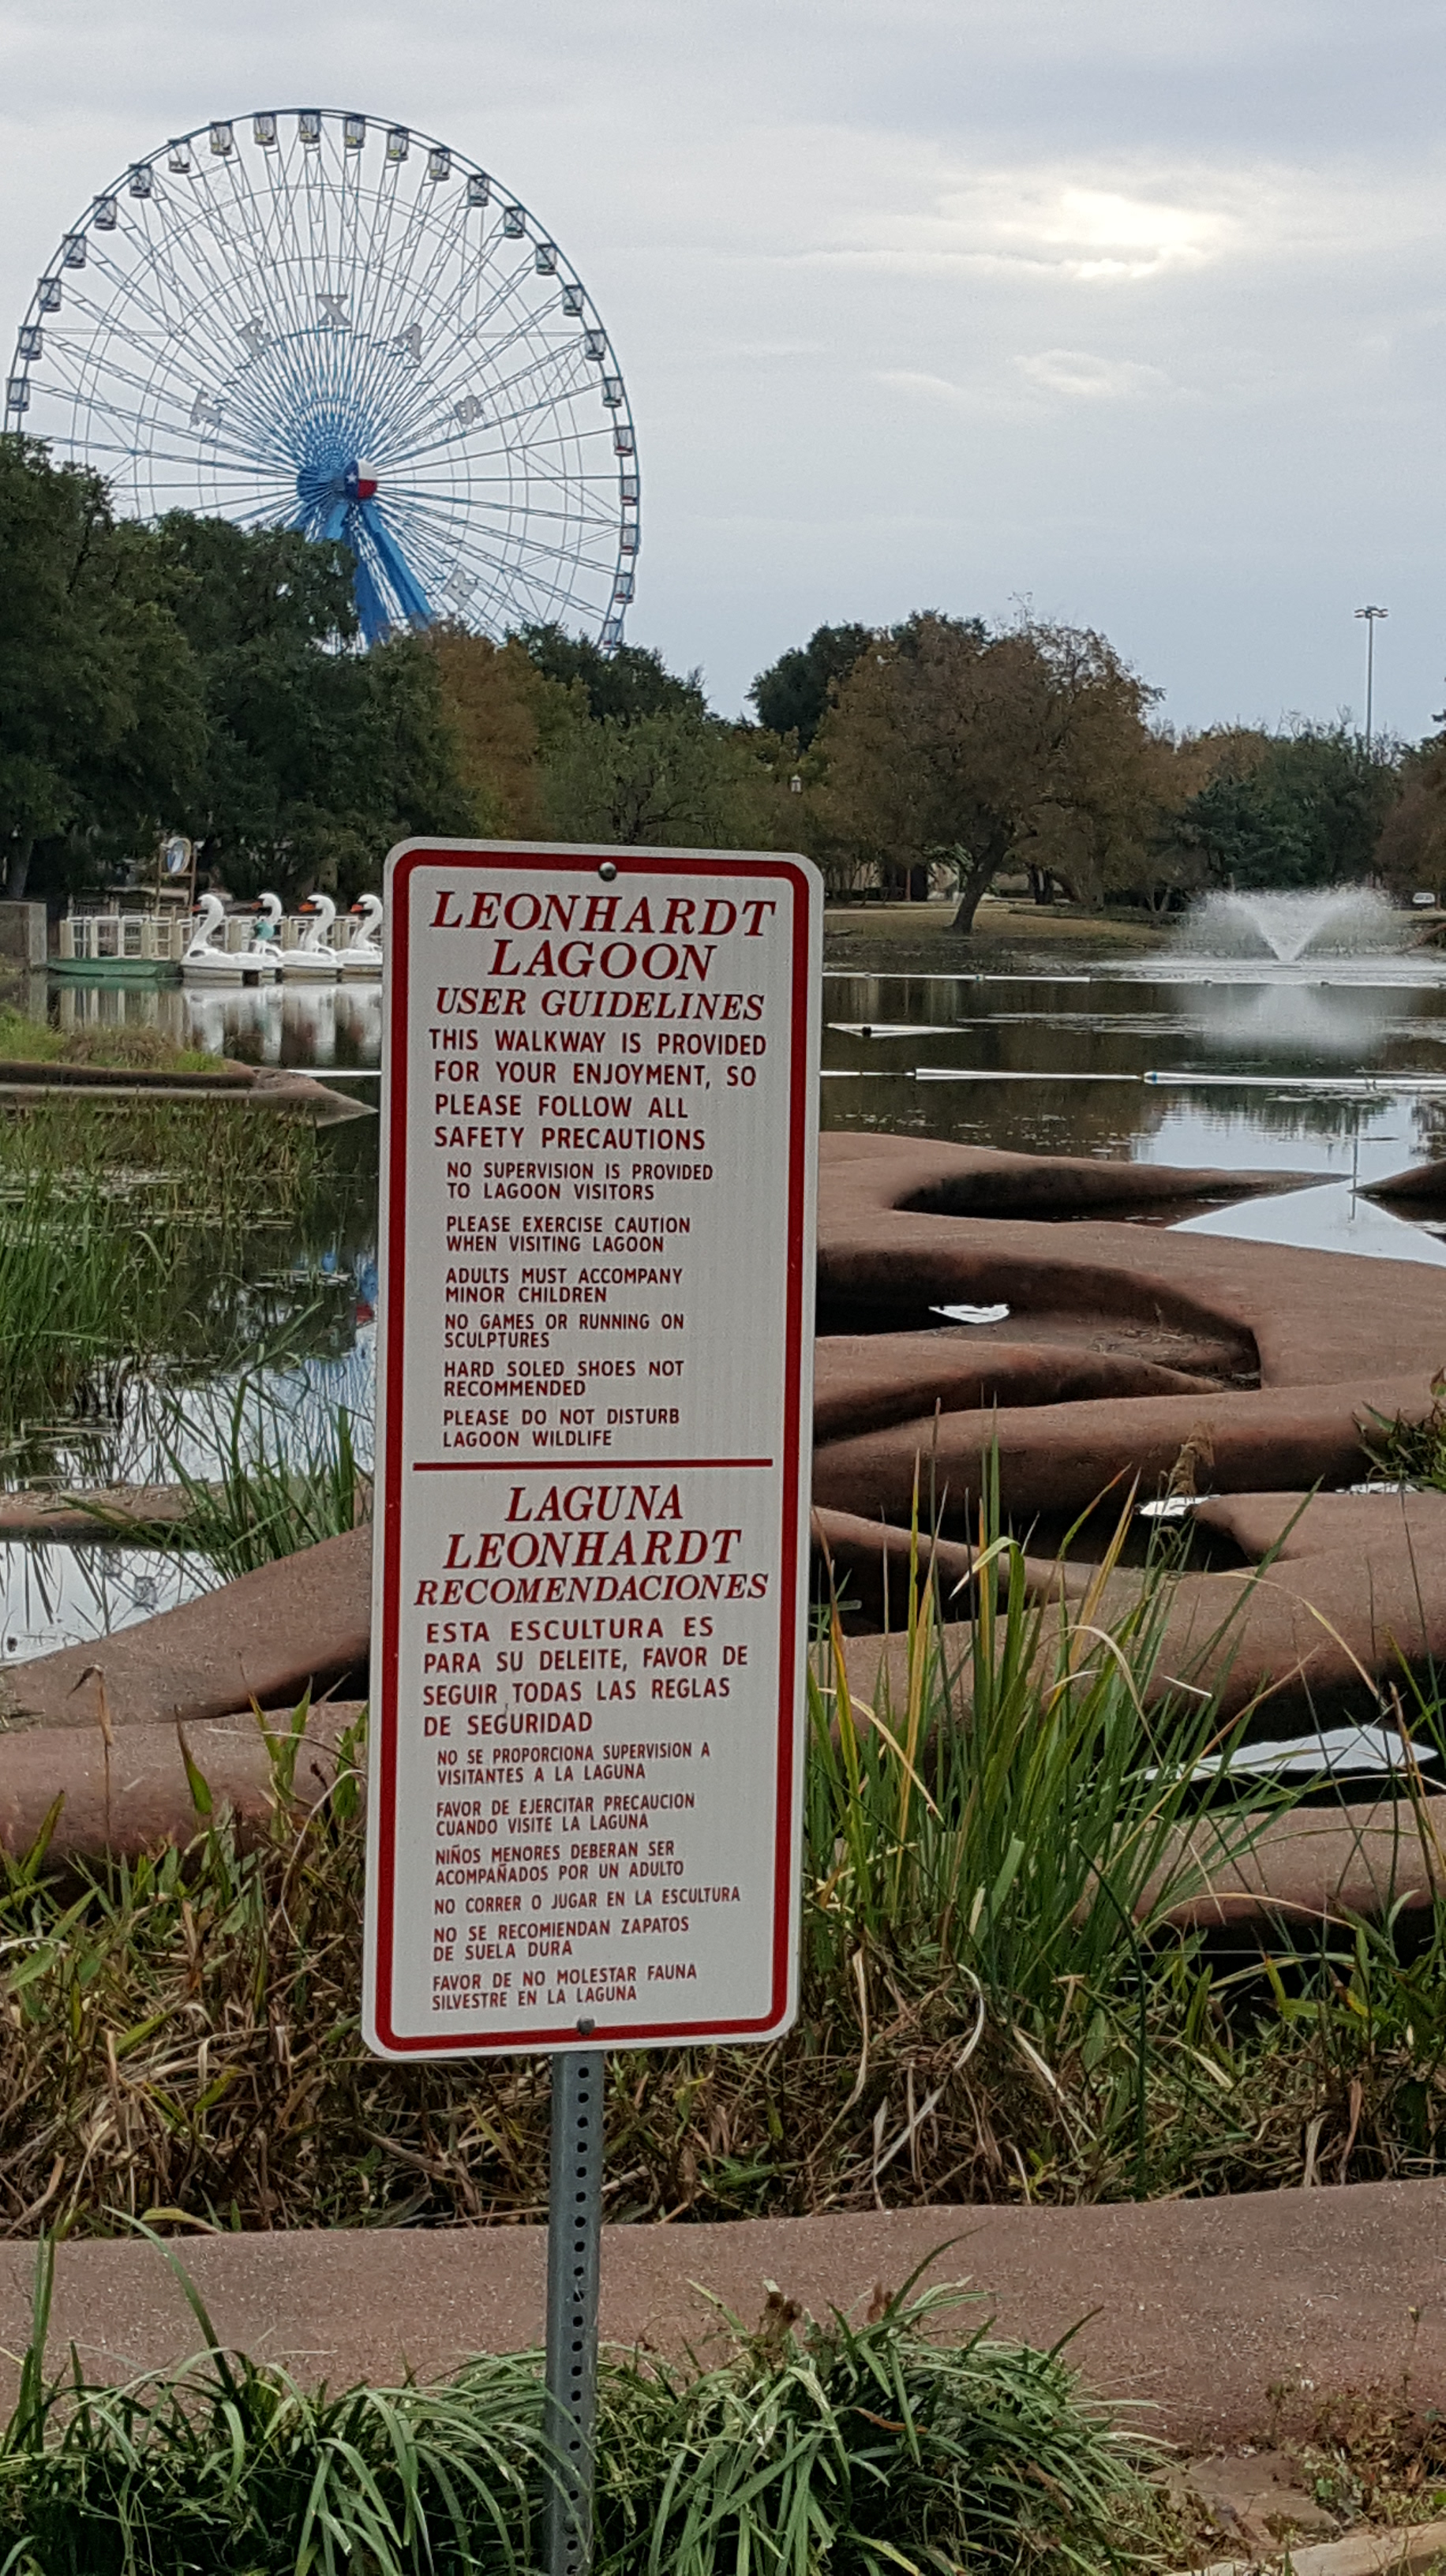 TEXAS
LEONHARDT
LAGOON
USER GUIDELINES
THIS WALKWAY IS PROVIDED
FOR YOUR ENJOYMENT, SO
PLEASE FOLLOW ALL
SAFETY PRECAUTIONS
NO SUPERVISION IS PROVIDED
TO LAGOON VISITORS
PLEASE EXERCISE CAUTION
WHEN VISITING LAGOON
ADULTS MUST ACCOMPANY
MINOR CHILDREN
NO GAMES OR RUNNING ON
SCULPTURES
HARD SOLED SHOES NOT
RECOMMENDED
PLEASE DO NOT DISTURB
LAGOON WILDLIFE
LAGUNA
LEONHARDT
RECOMENDACIONES
ESTA ESCULTURA ES
PARA SU DELEITE, FAVOR DE
SEGUIR TODAS LAS REGLAS
DE SEGURIDAD
NO SE PROPORCIONA SUPERVISION A
VISITANTES A LA LAGUNA
FAVOR DE EJERCITAR PRECAUCION
CUANDO VISITE LA LAGUNA
NIÑOS MENORES DEBERAN SER
ACOMPAÑADOS POR UN ADULTO
NO CORRER O JUGAR EN LA ESCULTURA
NO SE RECOMIENDAN ZAPATOS
DE SUELA DURA
FAVOR DE NO MOLESTAR FAUNA
SILVESTRE EN LA LAGUNA